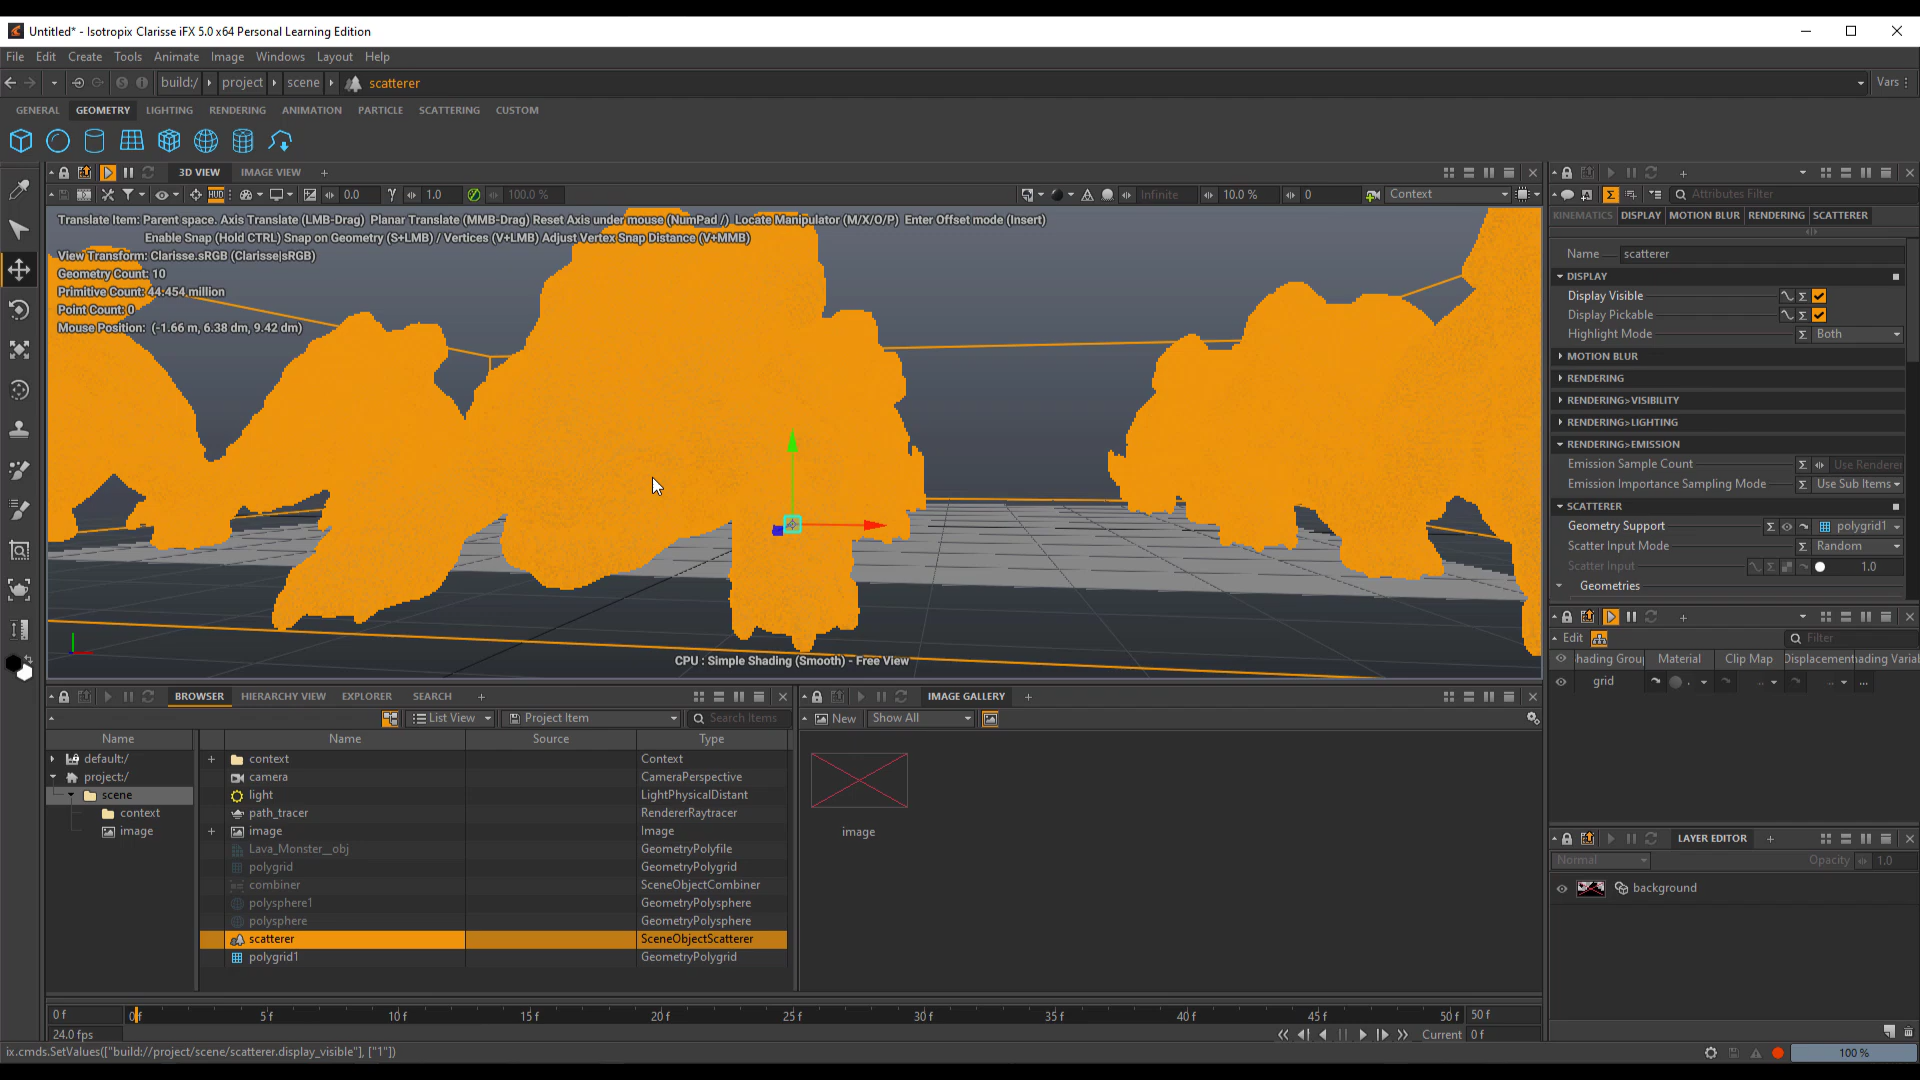 Untitled* - Isotropix Clarisse iFX 5.0 x64 Personal Learning Edition
File Edit Create Tools Animate Image Windows Layout Help
build:/ project scene scatterer Vars
GENERAL GEOMETRY LIGHTING RENDERING ANIMATION PARTICLE SCATTERING CUSTOM
3D VIEW IMAGE VIEW
HUD 0.0 γ 1.0 100.0 % Infinite 10.0 % 0 Context
Translate Item: Parent space. Axis Translate (LMB-Drag) Planar Translate (MMB-Drag) Reset Axis under mouse (NumPad /) Locate Manipulator (M/X/O/P) Enter Offset mode (Insert)
Enable Snap (Hold CTRL) Snap on Geometry (S+LMB) / Vertices (V+LMB) Adjust Vertex Snap Distance (V+MMB)
View Transform: Clarisse.sRGB (Clarisse|sRGB)
Geometry Count: 10
Primitive Count: 44.454 million
Point Count: 0
Mouse Position: (-1.66 m, 6.38 dm, 9.42 dm)
CPU : Simple Shading (Smooth) - Free View
Attributes Filter
KINEMATICS DISPLAY MOTION BLUR RENDERING SCATTERER
Name scatterer
DISPLAY
Display Visible
Display Pickable
Highlight Mode Both
MOTION BLUR
RENDERING
RENDERING>VISIBILITY
RENDERING>LIGHTING
RENDERING>EMISSION
Emission Sample Count Use Renderer
Emission Importance Sampling Mode Use Sub Items
SCATTERER
Geometry Support polygrid1
Scatter Input Mode Random
Scatter Input 1.0
Geometries
Edit Filter
hading Group Material Clip Map Displacement hading Variab
grid .. .. ...
BROWSER HIERARCHY VIEW EXPLORER SEARCH
List View Project Item Search Items
Name
default:/
project:/
scene
context
image
Name Source Type
context Context
camera CameraPerspective
light LightPhysicalDistant
path_tracer RendererRaytracer
image Image
Lava_Monster__obj GeometryPolyfile
polygrid GeometryPolygrid
combiner SceneObjectCombiner
polysphere1 GeometryPolysphere
polysphere GeometryPolysphere
scatterer SceneObjectScatterer
polygrid1 GeometryPolygrid
IMAGE GALLERY
New Show All
image
LAYER EDITOR
Normal Opacity 1.0
background
0 f 0 f 5 f 10 f 15 f 20 f 25 f 30 f 35 f 40 f 45 f 50 f 50 f
24.0 fps Current 0 f
ix.cmds.SetValues(["build://project/scene/scatterer.display_visible"], ["1"]) 100 %